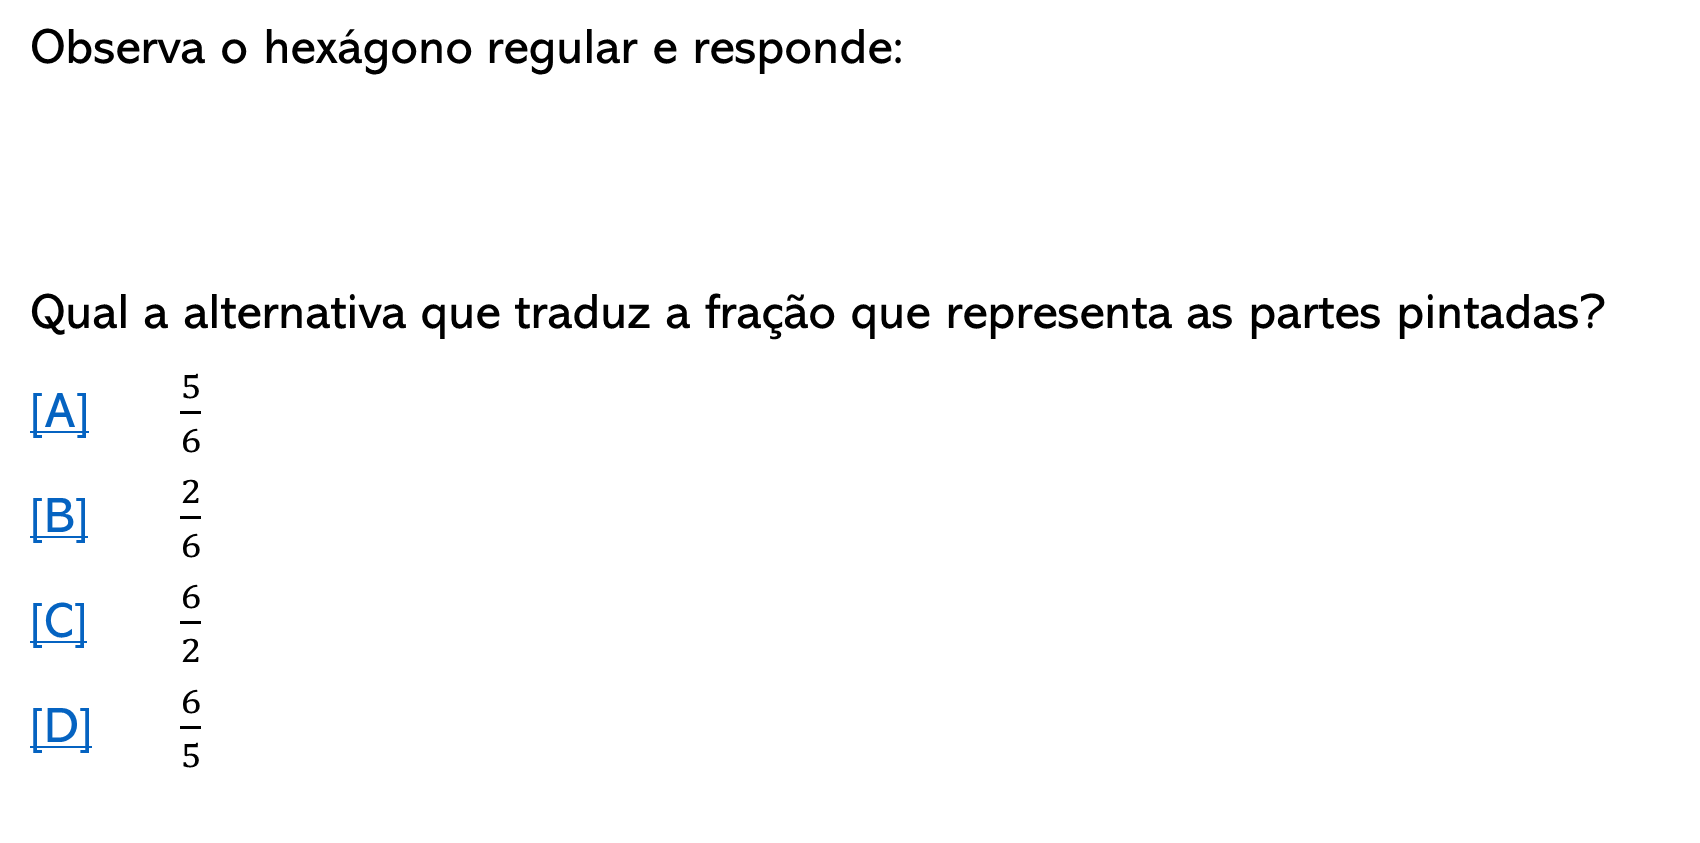 Observa o hexágono regular e responde:
Qual a alternativa que traduz a fração que representa as partes pintadas?
[A] 5/6
[B] 2/6
[C] 6/2
[D] 6/5